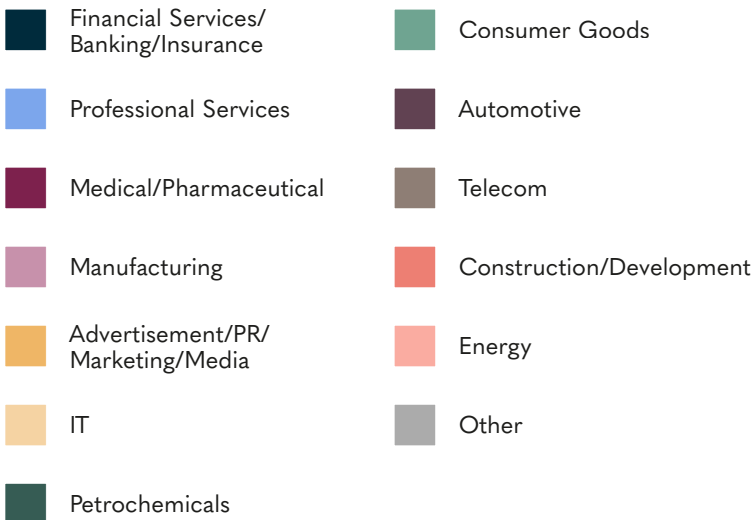 Financial Services/
Banking/Insurance
Professional Services
Medical/Pharmaceutical
Manufacturing
Advertisement/PR/
Marketing/Media
IT
Petrochemicals
Consumer Goods
Automotive
Telecom
Construction/Development
Energy
Other